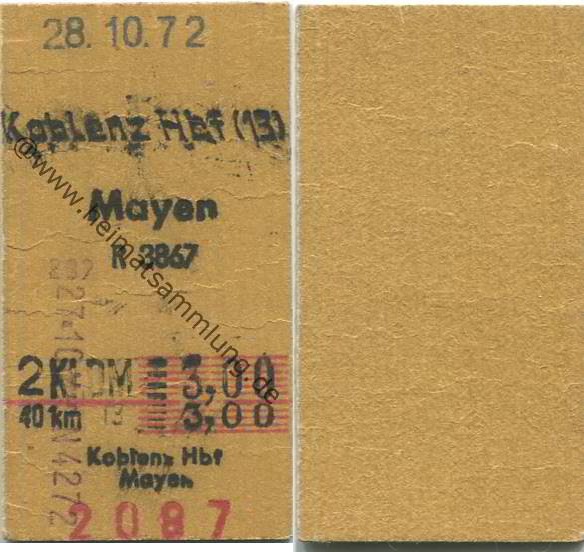 28.10.72
Koblenz Hbf (13)
Mayen
R 3867
2 Kl DM 3,00
40 km 13 3,00
Koblenz Hbf
Mayen
2087
@www.heimatsammlung.de